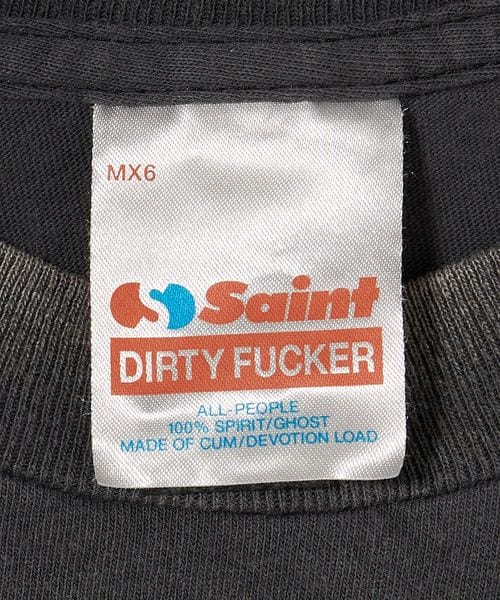 MX6
Saint
DIRTY FUCKER
ALL-PEOPLE
100% SPIRIT/GHOST
MADE OF CUM/DEVOTION LOAD